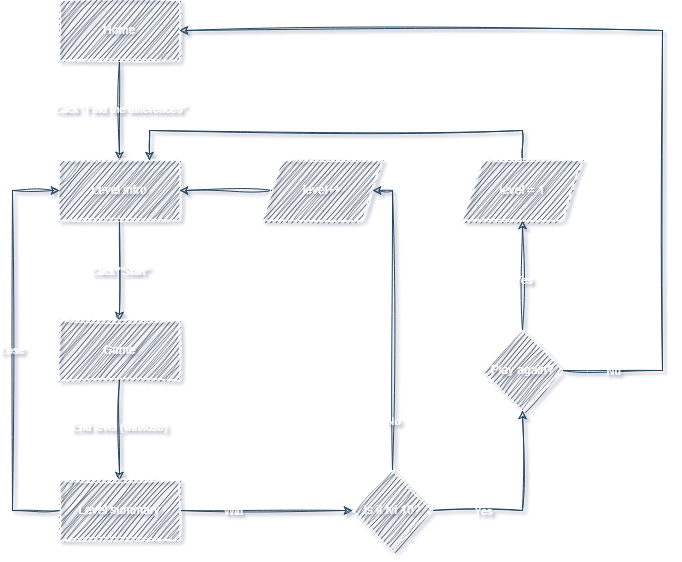 Home
Click "Find the differences"
Level intro
level++
level = 1
Click "Start"
Yes
Game
Lose
Play again?
No
No
End level (win/lose)
Level summary
Win
Is it lvl 10?
Yes